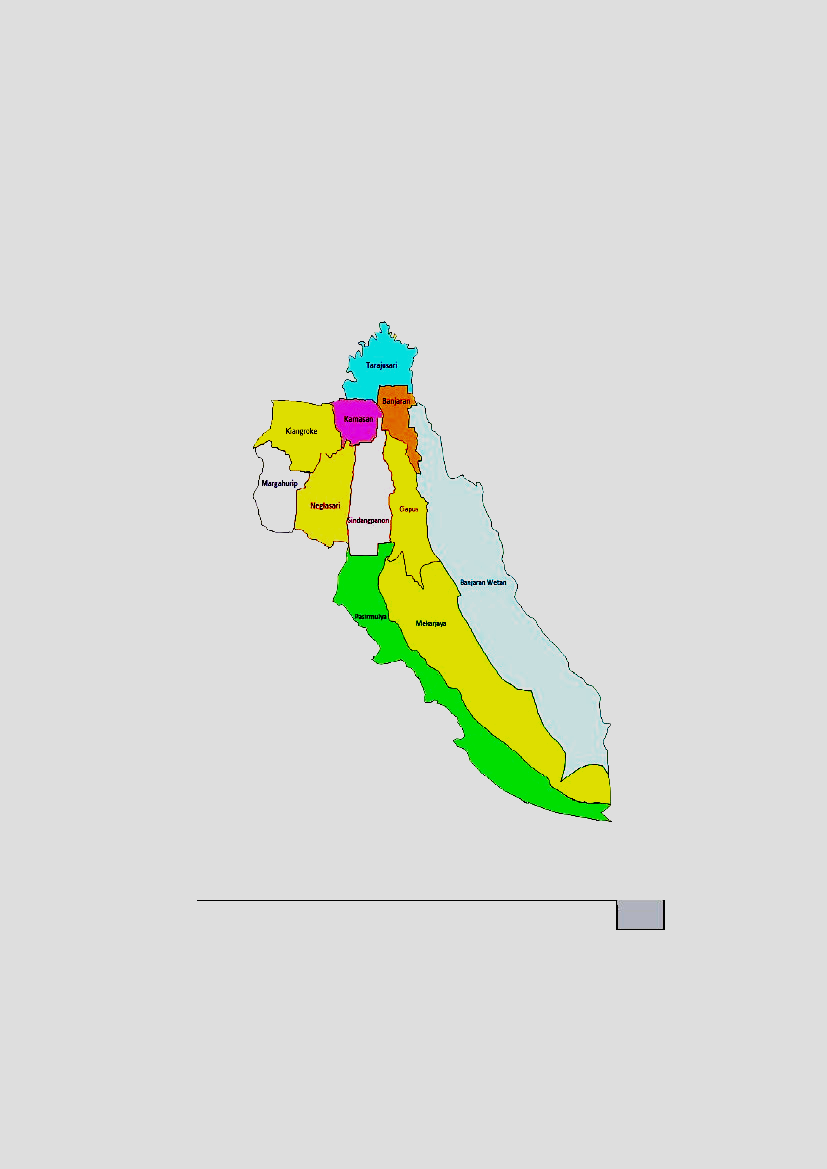 Tarajusari
Banjaran
Kamasan
Kiangroke
Margahurip
Neglasari
Ciapus
Sindangpanon
Banjaran Wetan
Pasirmulya
Mekarjaya